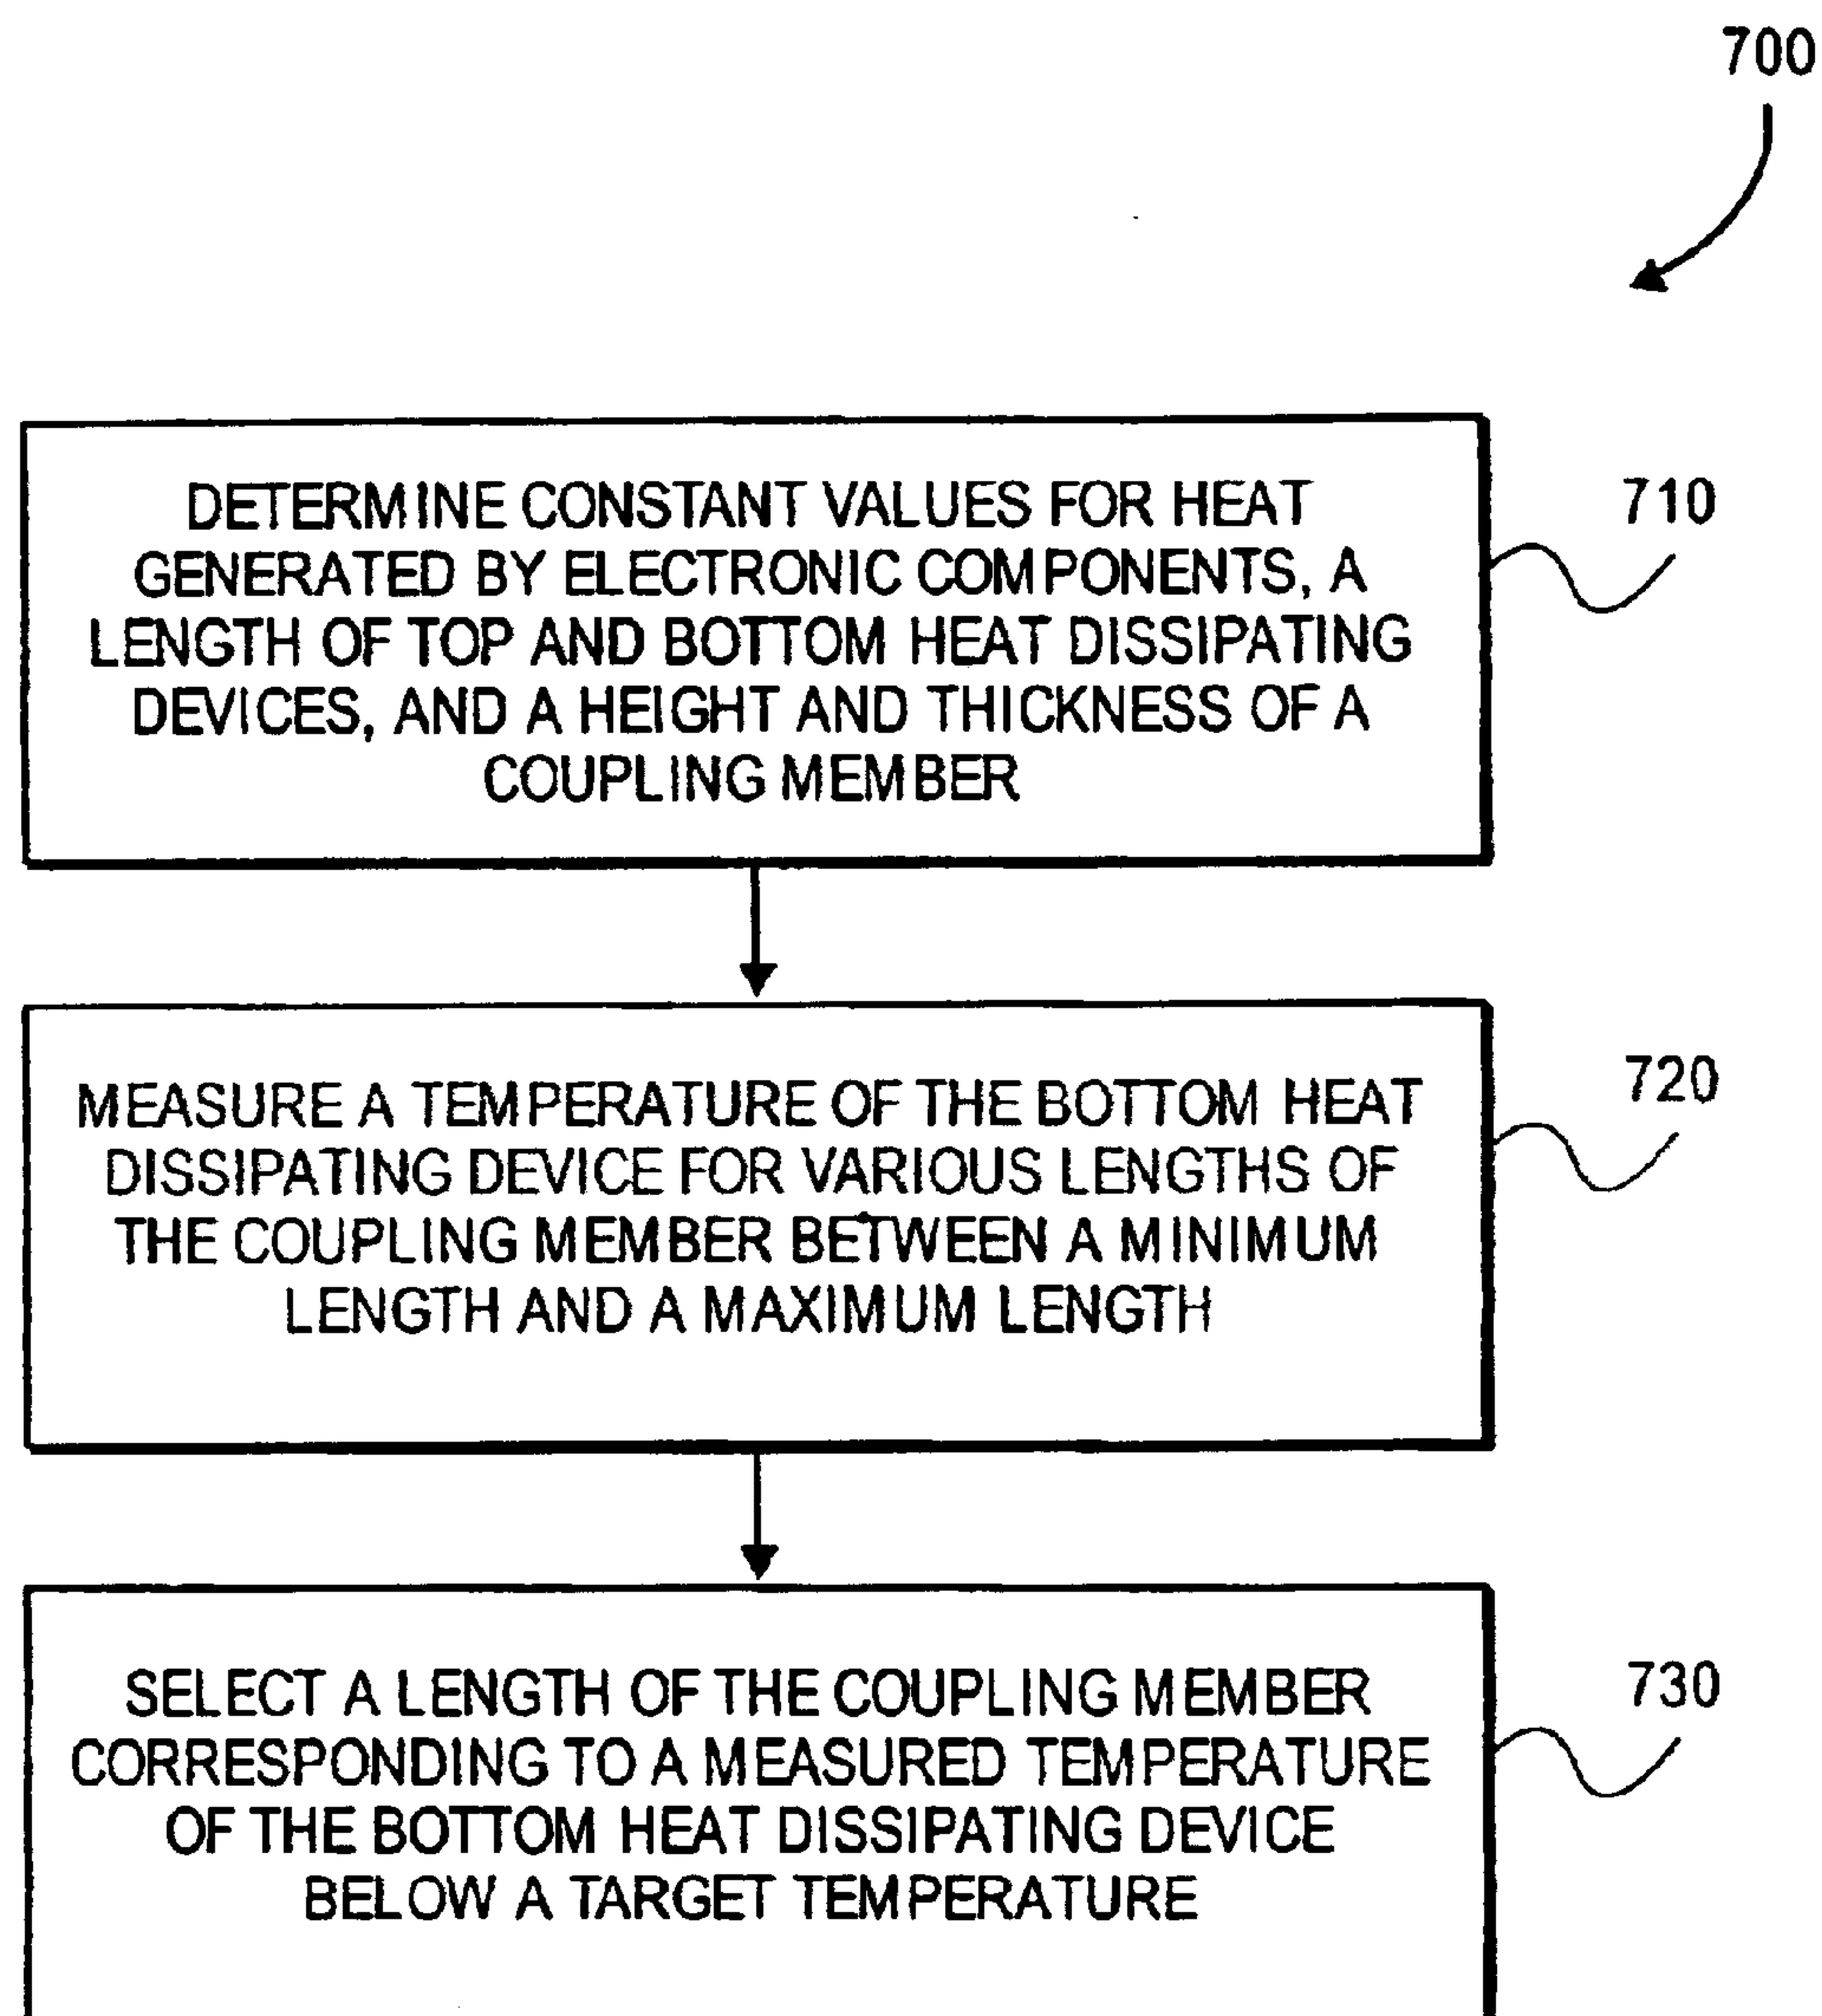 700
DETERMINE CONSTANT VALUES FOR HEAT
GENERATED BY ELECTRONIC COMPONENTS, A
LENGTH OF TOP AND BOTTOM HEAT DISSIPATING
DEVICES, AND A HEIGHT AND THICKNESS OF A
COUPLING MEMBER
710
MEASURE A TEMPERATURE OF THE BOTTOM HEAT
DISSIPATING DEVICE FOR VARIOUS LENGTHS OF
THE COUPLING MEMBER BETWEEN A MINIMUM
LENGTH AND A MAXIMUM LENGTH
720
SELECT A LENGTH OF THE COUPLING MEMBER
CORRESPONDING TO A MEASURED TEMPERATURE
OF THE BOTTOM HEAT DISSIPATING DEVICE
BELOW A TARGET TEMPERATURE
730